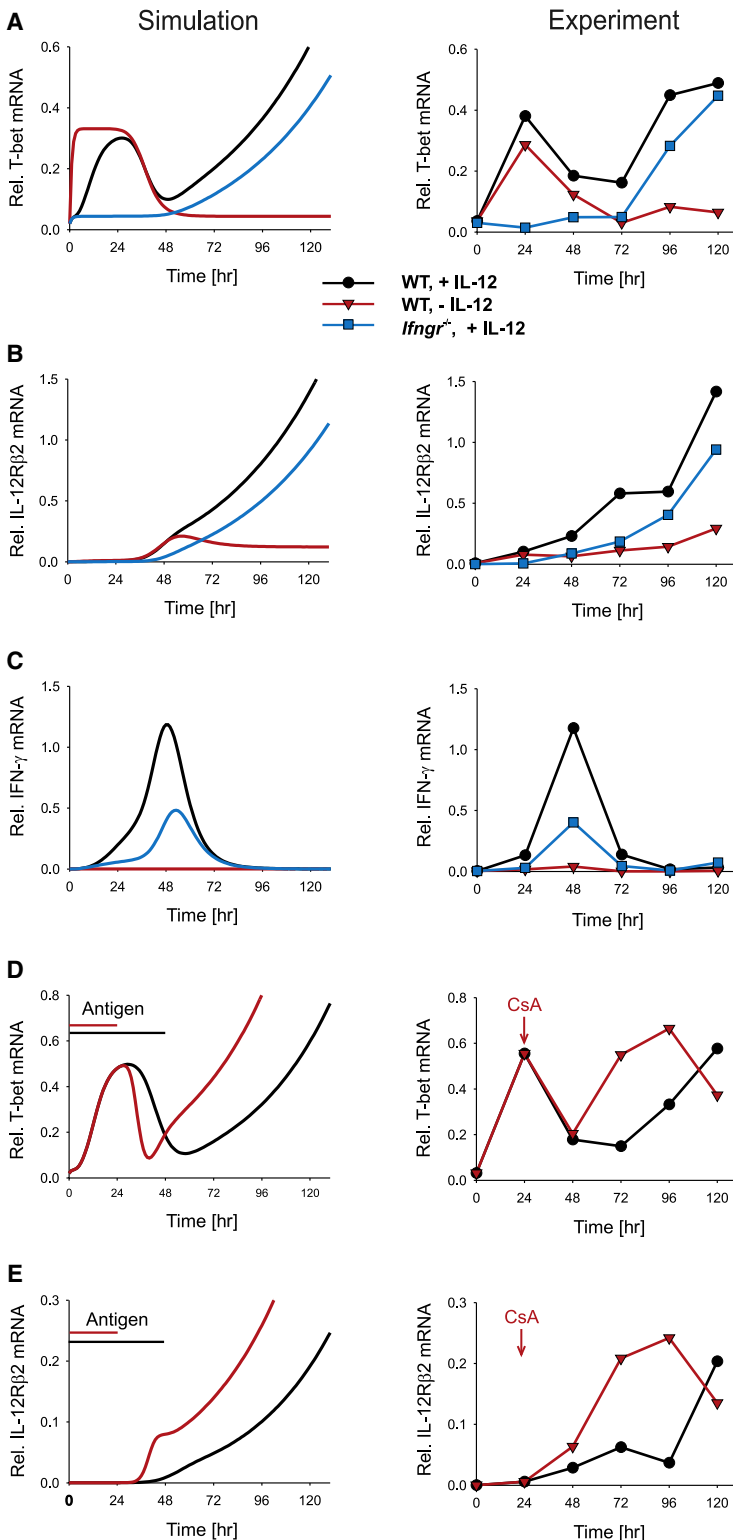 Simulation Experiment
A
Rel. T-bet mRNA
0.6
0.4
0.2
0.0
0 24 48 72 96 120
Time [hr]
Rel. T-bet mRNA
0.6
0.4
0.2
0.0
0 24 48 72 96 120
Time [hr]
WT, + IL-12
WT, - IL-12
Ifngr-/-, + IL-12
B
Rel. IL-12Rβ2 mRNA
1.5
1.0
0.5
0.0
0 24 48 72 96 120
Time [hr]
Rel. IL-12Rβ2 mRNA
1.5
1.0
0.5
0.0
0 24 48 72 96 120
Time [hr]
C
Rel. IFN-γ mRNA
1.5
1.0
0.5
0.0
0 24 48 72 96 120
Time [hr]
Rel. IFN-γ mRNA
1.5
1.0
0.5
0.0
0 24 48 72 96 120
Time [hr]
D
Rel. T-bet mRNA
0.8
0.6
0.4
0.2
0.0
Antigen
0 24 48 72 96 120
Time [hr]
Rel. T-bet mRNA
0.8
0.6
0.4
0.2
0.0
CsA
0 24 48 72 96 120
Time [hr]
E
Rel. IL-12Rβ2 mRNA
0.3
0.2
0.1
0.0
Antigen
0 24 48 72 96 120
Time [hr]
Rel. IL-12Rβ2 mRNA
0.3
0.2
0.1
0.0
CsA
0 24 48 72 96 120
Time [hr]